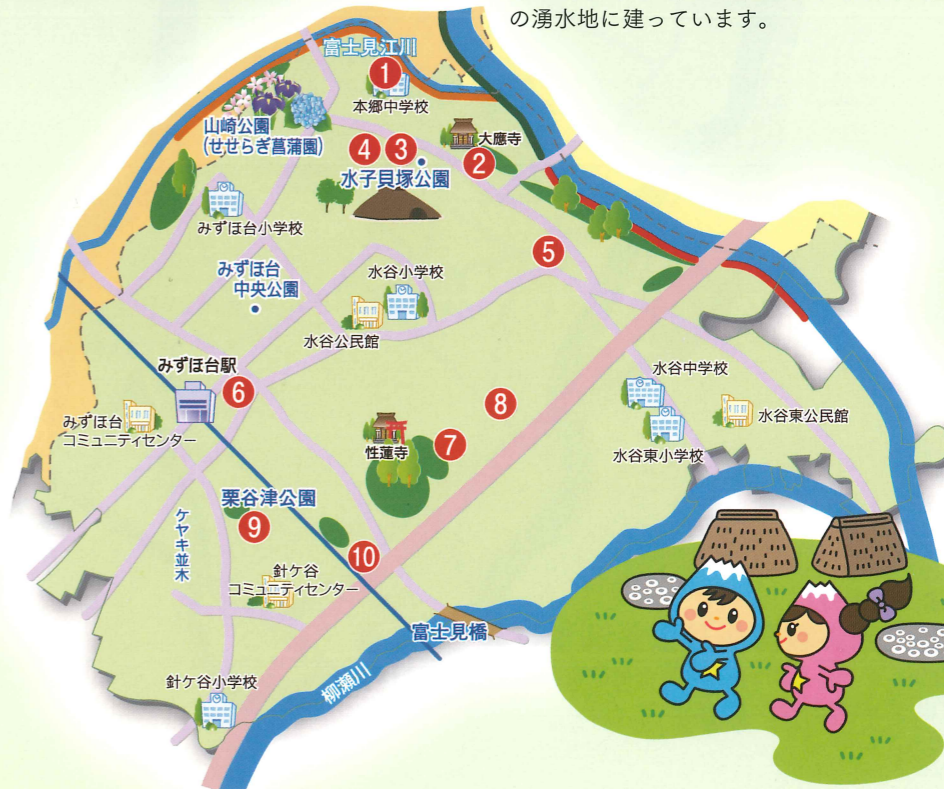 の湧水地に建っています。
富士見江川
1
本郷中学校
山崎公園
(せせらぎ菖蒲園)
大應寺
4
3
2
水子貝塚公園
みずほ台小学校
5
みずほ台
中央公園
水谷小学校
水谷公民館
みずほ台駅
6
水谷中学校
8
みずほ台
コミュニティセンター
水谷東公民館
性蓮寺
7
水谷東小学校
栗谷津公園
9
ケヤキ並木
10
針ケ谷
コミュニティセンター
富士見橋
針ケ谷小学校
柳瀬川